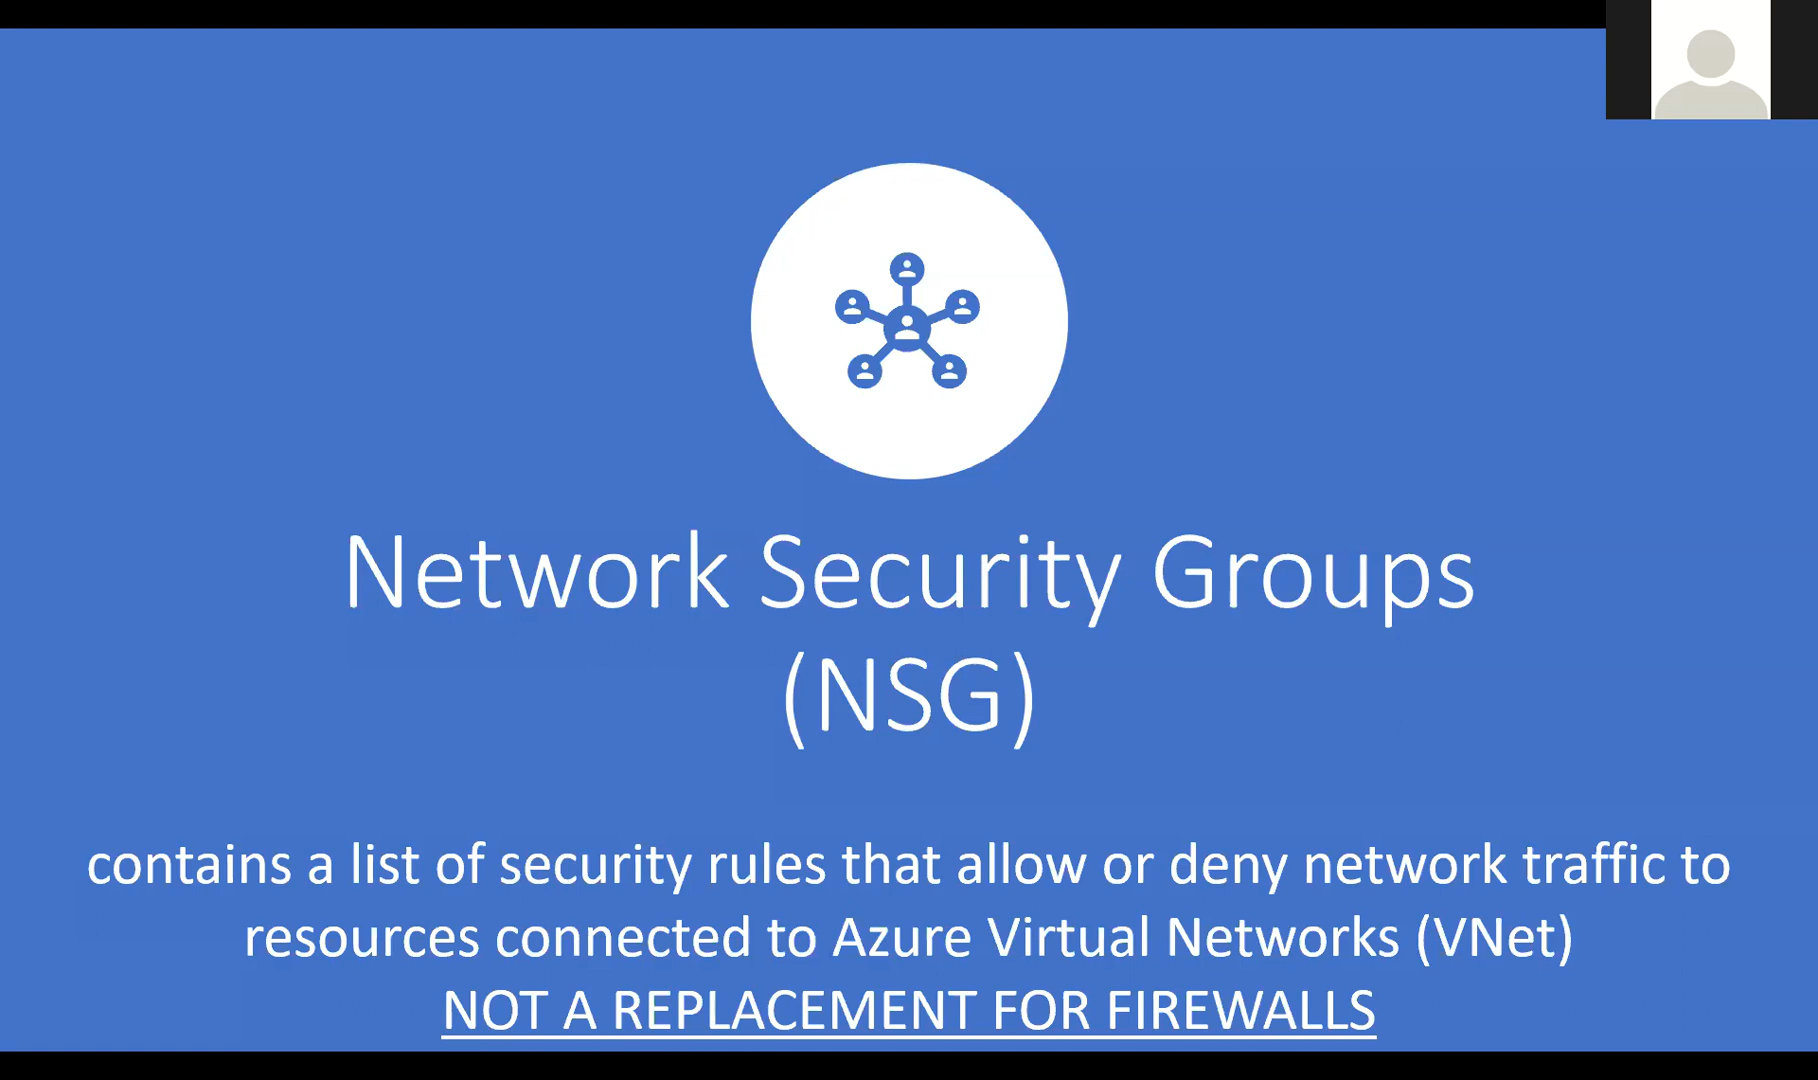 Network Security Groups
(NSG)
contains a list of security rules that allow or deny network traffic to
resources connected to Azure Virtual Networks (VNet)
NOT A REPLACEMENT FOR FIREWALLS